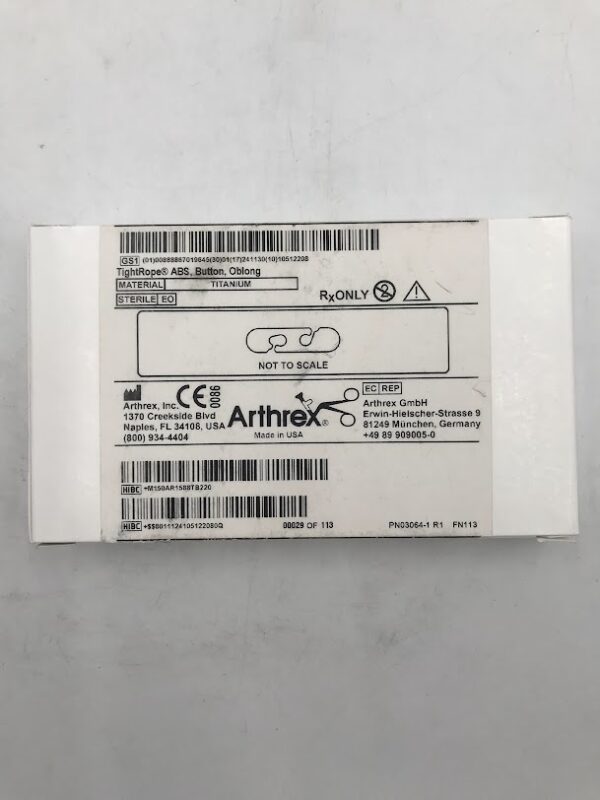 GS1 (01)00888867019645(30)01(17)241130(10)10512208
TightRope® ABS, Button, Oblong
MATERIAL TITANIUM
STERILE EO
RxONLY
NOT TO SCALE
CE 0086
Arthrex, Inc.
1370 Creekside Blvd
Naples, FL 34108, USA
(800) 934-4404
Arthrex®
Made in USA
EC REP
Arthrex GmbH
Erwin-Hielscher-Strasse 9
81249 München, Germany
+49 89 909005-0
HIBC +M159AR1588TB220
HIBC +$$8011124105122080Q
00029 OF 113
PN03064-1 R1 FN113